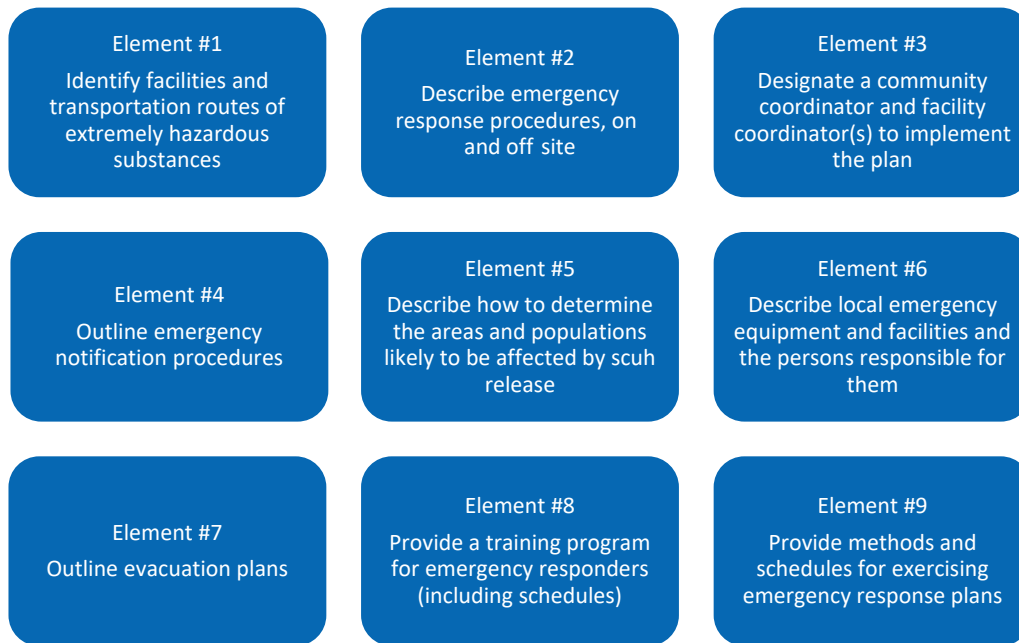 Element #1
Identify facilities and
transportation routes of
extremely hazardous
substances
Element #2
Describe emergency
response procedures, on
and off site
Element #3
Designate a community
coordinator and facility
coordinator(s) to implement
the plan
Element #4
Outline emergency
notification procedures
Element #5
Describe how to determine
the areas and populations
likely to be affected by scuh
release
Element #6
Describe local emergency
equipment and facilities and
the persons responsible for
them
Element #7
Outline evacuation plans
Element #8
Provide a training program
for emergency responders
(including schedules)
Element #9
Provide methods and
schedules for exercising
emergency response plans